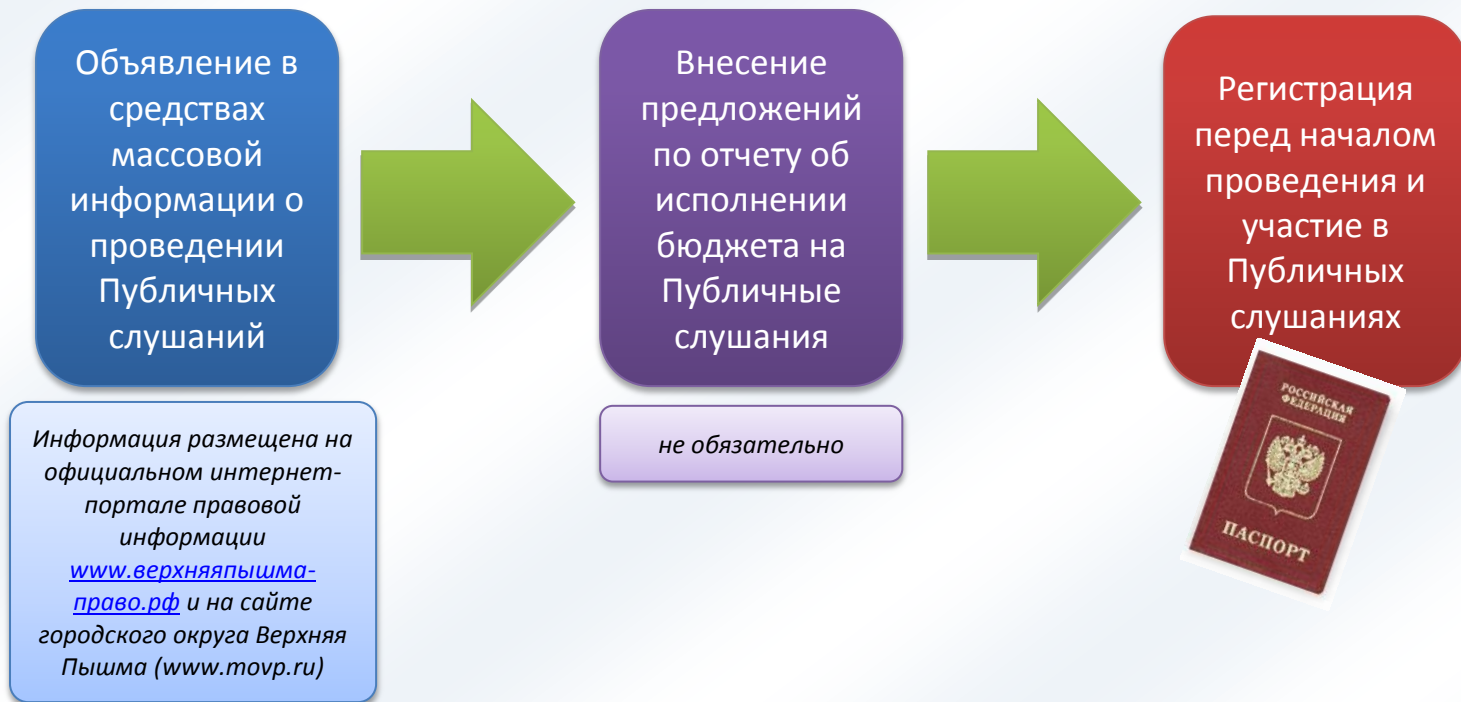 Объявление в
средствах
массовой
информации о
проведении
Публичных
слушаний
Информация размещена на
официальном интернет-
портале правовой
информации
www.верхняяпышма-
право.рф и на сайте
городского округа Верхняя
Пышма (www.movp.ru)
Внесение
предложений
по отчету об
исполнении
бюджета на
Публичные
слушания
не обязательно
Регистрация
перед началом
проведения и
участие в
Публичных
слушаниях
РОССИЙСКАЯ
ФЕДЕРАЦИЯ
ПАСПОРТ